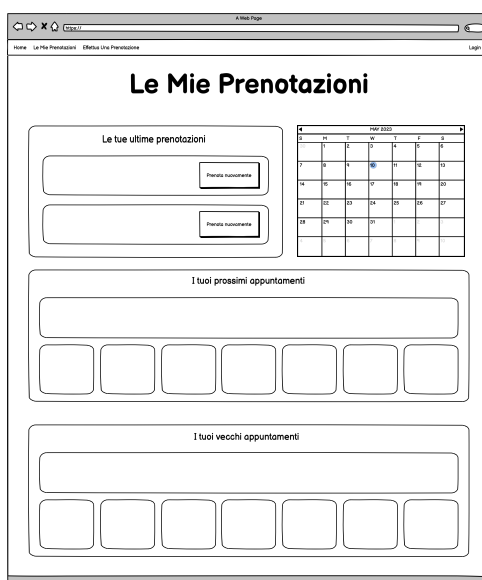 A Web Page
https://
Home Le Mie Prenotazioni Effettua Una Prenotazione Login
Le Mie Prenotazioni
Le tue ultime prenotazioni
Prenota nuovamente
Prenota nuovamente
MAY 2023
S M T W T F S
1 2 3 4 5 6
7 8 9 10 11 12 13
14 15 16 17 18 19 20
21 22 23 24 25 26 27
28 29 30 31
I tuoi prossimi appuntamenti
I tuoi vecchi appuntamenti